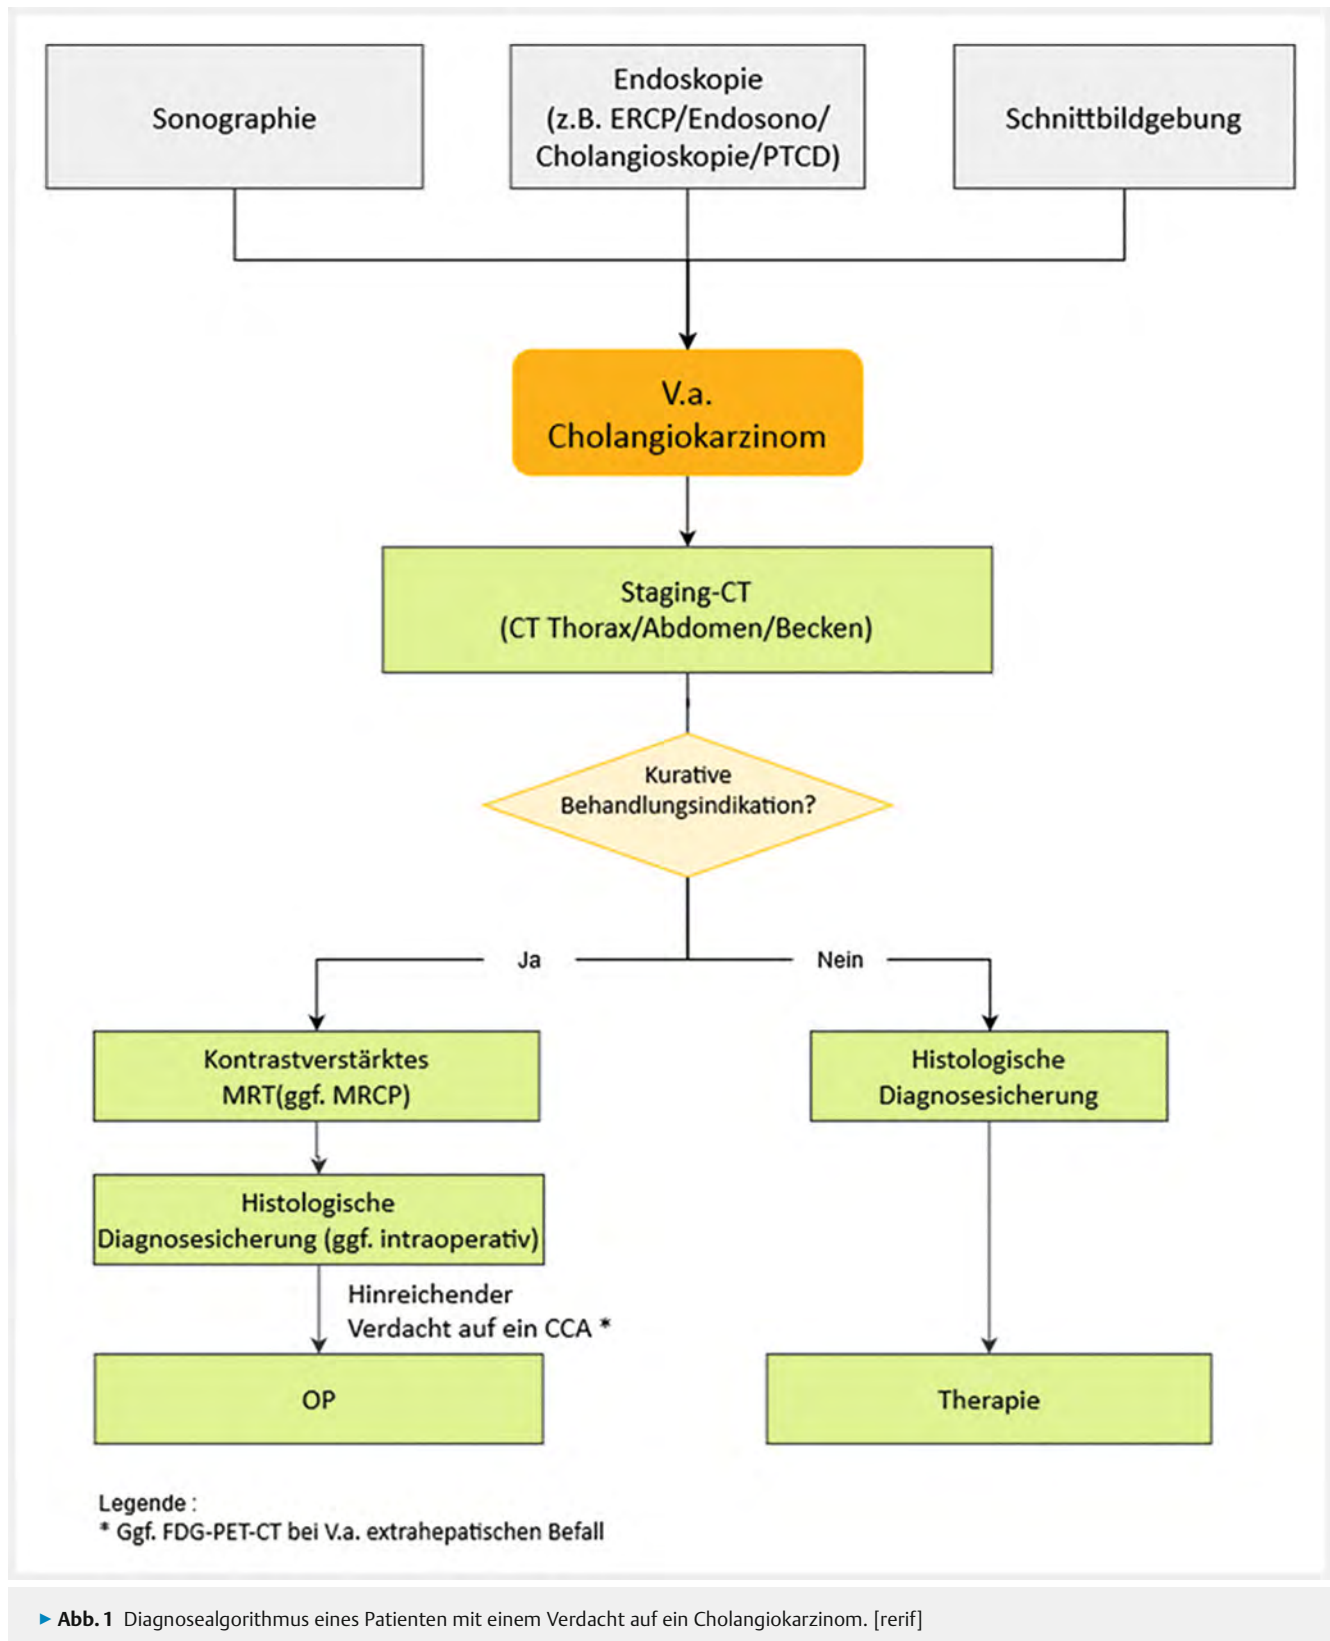 Sonographie
Endoskopie
(z.B. ERCP/Endosono/
Cholangioskopie/PTCD)
Schnittbildgebung
V.a.
Cholangiokarzinom
Staging-CT
(CT Thorax/Abdomen/Becken)
Kurative
Behandlungsindikation?
Ja
Nein
Kontrastverstärktes
MRT(ggf. MRCP)
Histologische
Diagnosesicherung
Histologische
Diagnosesicherung (ggf. intraoperativ)
Hinreichender
Verdacht auf ein CCA *
OP
Therapie
Legende :
* Ggf. FDG-PET-CT bei V.a. extrahepatischen Befall
▶ Abb. 1 Diagnosealgorithmus eines Patienten mit einem Verdacht auf ein Cholangiokarzinom. [rerif]